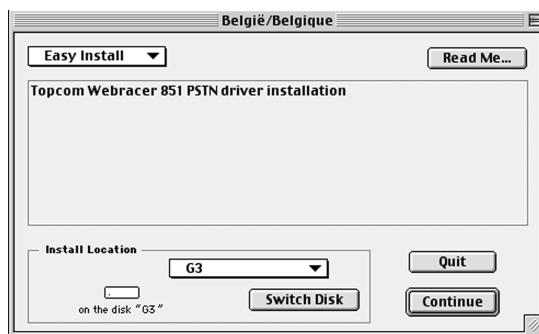 België/Belgique
Easy Install
Read Me...
Topcom Webracer 851 PSTN driver installation
Install Location
G3
on the disk "G3"
Switch Disk
Quit
Continue